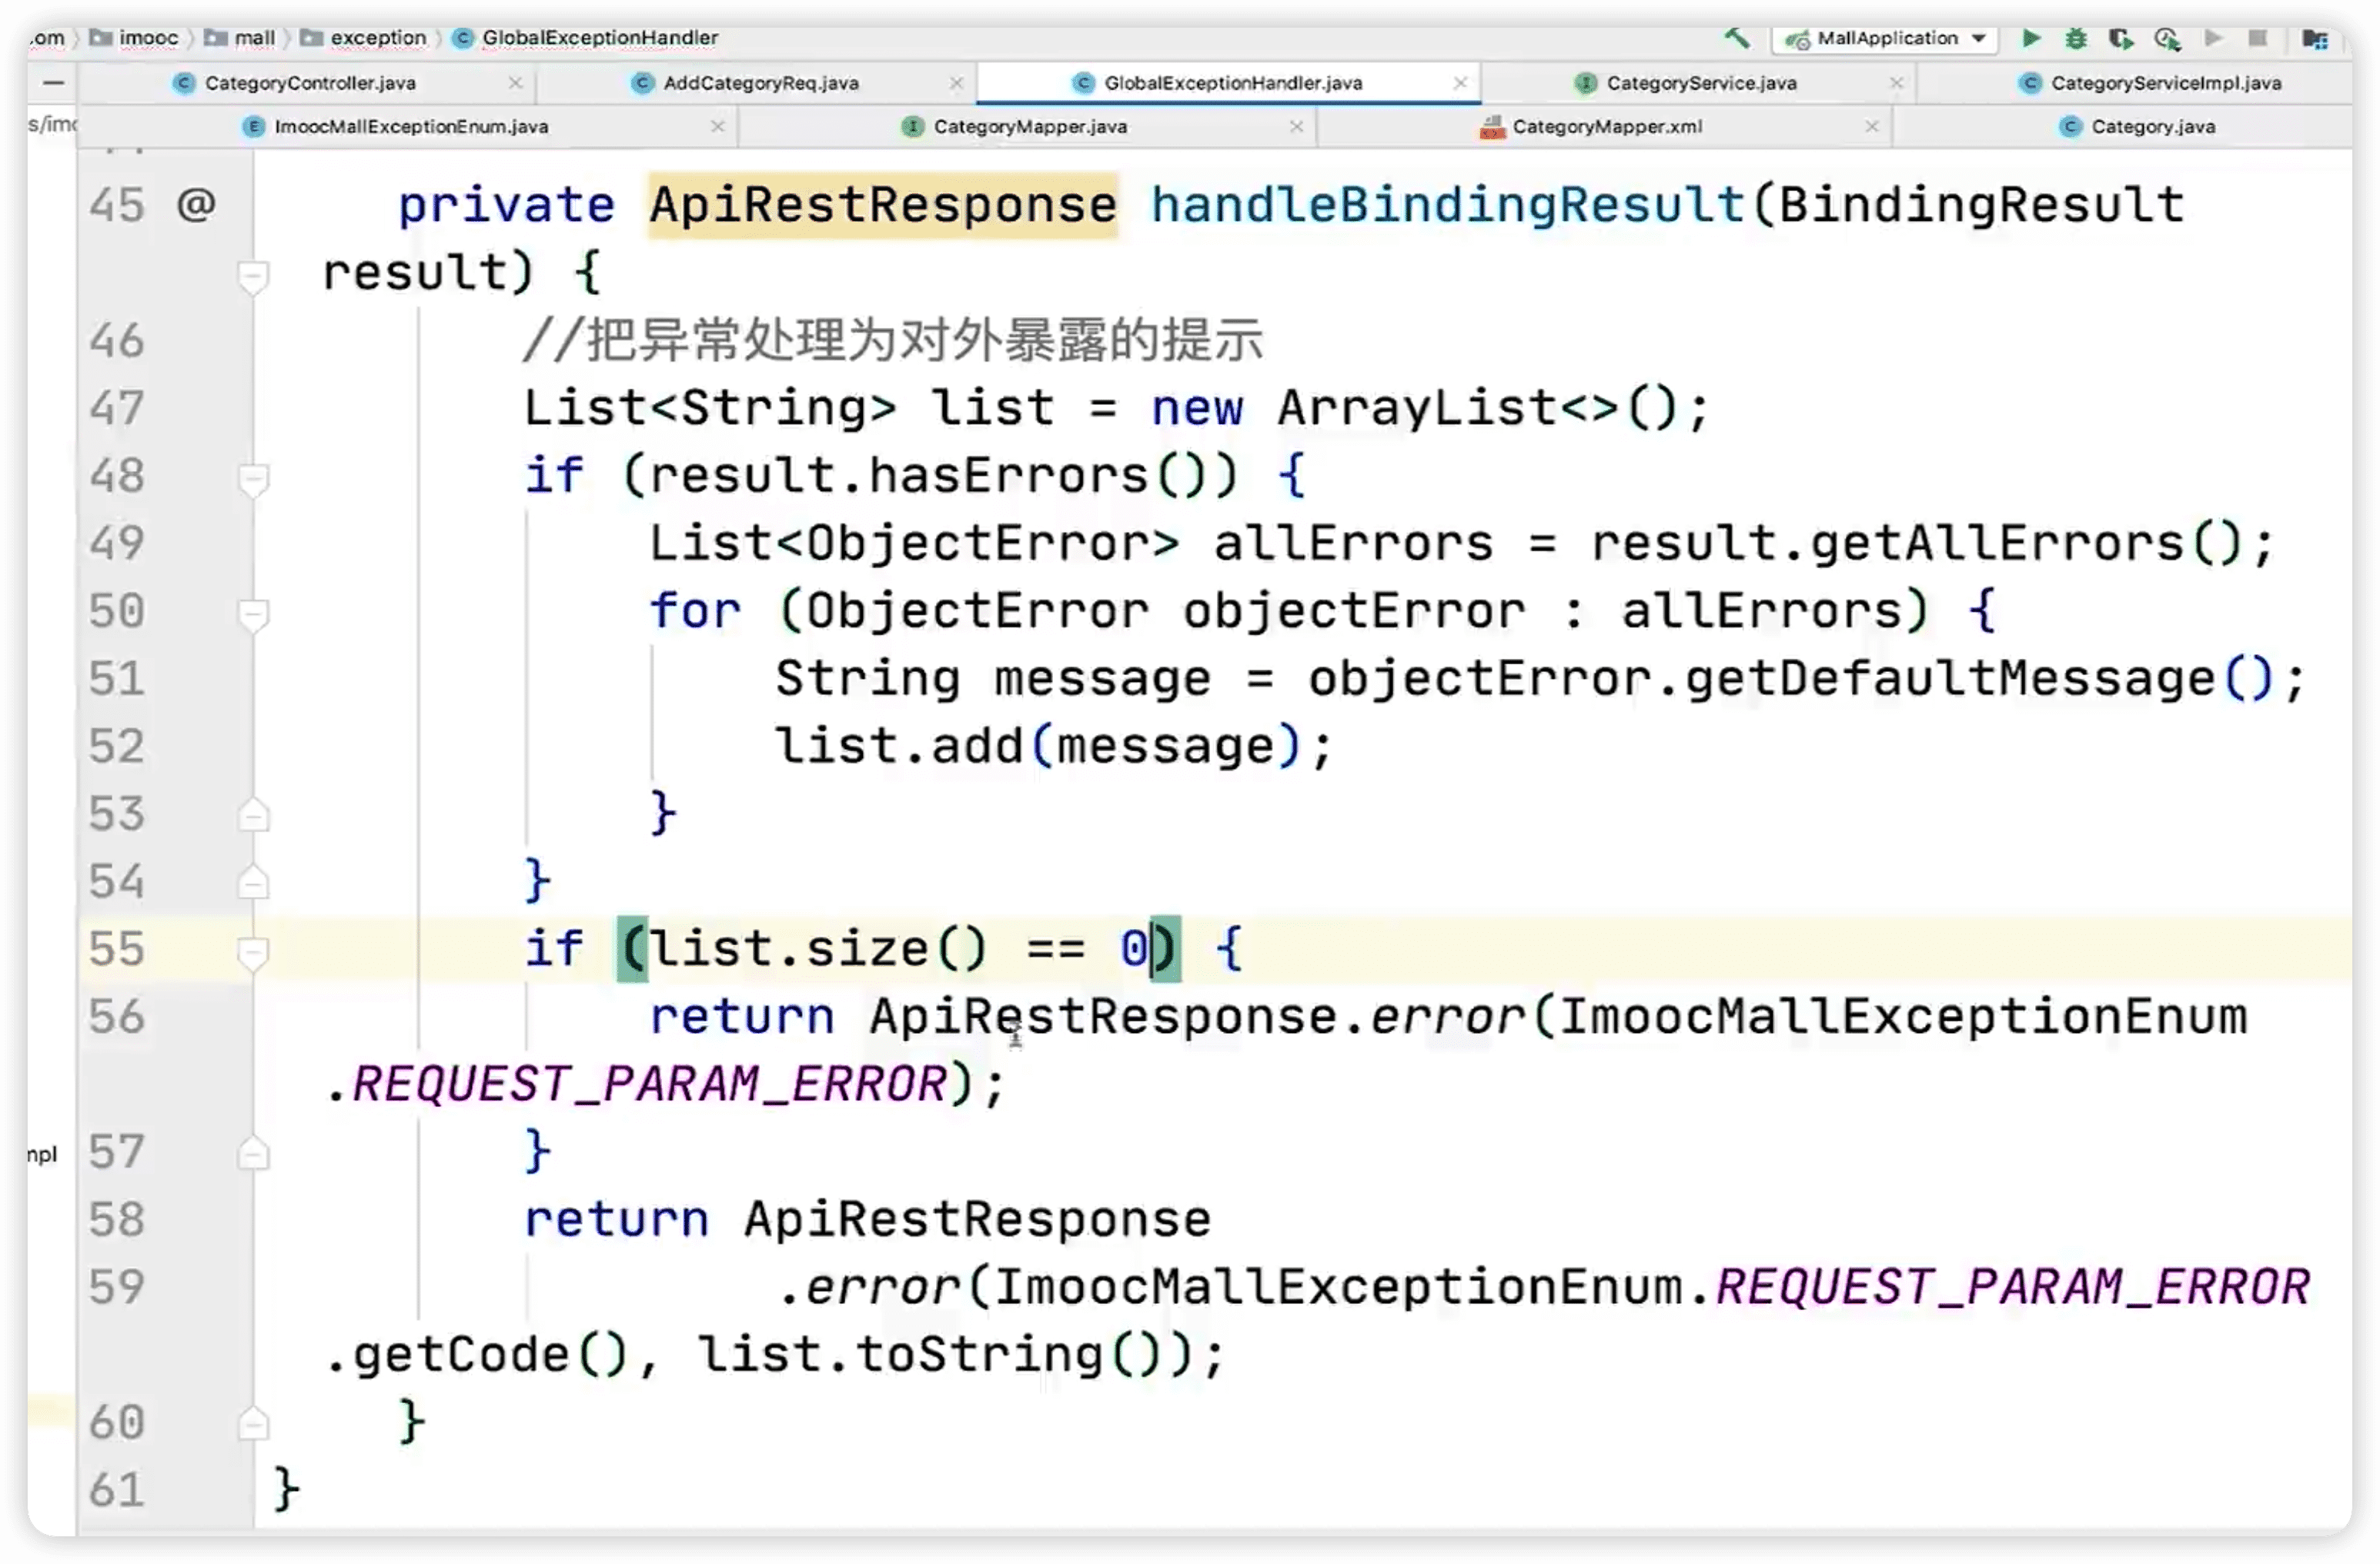 om imooc mall exception GlobalExceptionHandler MallApplication
CategoryController.java AddCategoryReq.java GlobalExceptionHandler.java CategoryService.java CategoryServiceImpl.java
ImoocMallExceptionEnum.java CategoryMapper.java CategoryMapper.xml Category.java
45 @ private ApiRestResponse handleBindingResult(BindingResult
result) {
46 //把异常处理为对外暴露的提示
47 List<String> list = new ArrayList<>();
48 if (result.hasErrors()) {
49 List<ObjectError> allErrors = result.getAllErrors();
50 for (ObjectError objectError : allErrors) {
51 String message = objectError.getDefaultMessage();
52 list.add(message);
53 }
54 }
55 if (list.size() == 0) {
56 return ApiRestResponse.error(ImoocMallExceptionEnum
.REQUEST_PARAM_ERROR);
57 }
58 return ApiRestResponse
59 .error(ImoocMallExceptionEnum.REQUEST_PARAM_ERROR
.getCode(), list.toString());
60 }
61 }